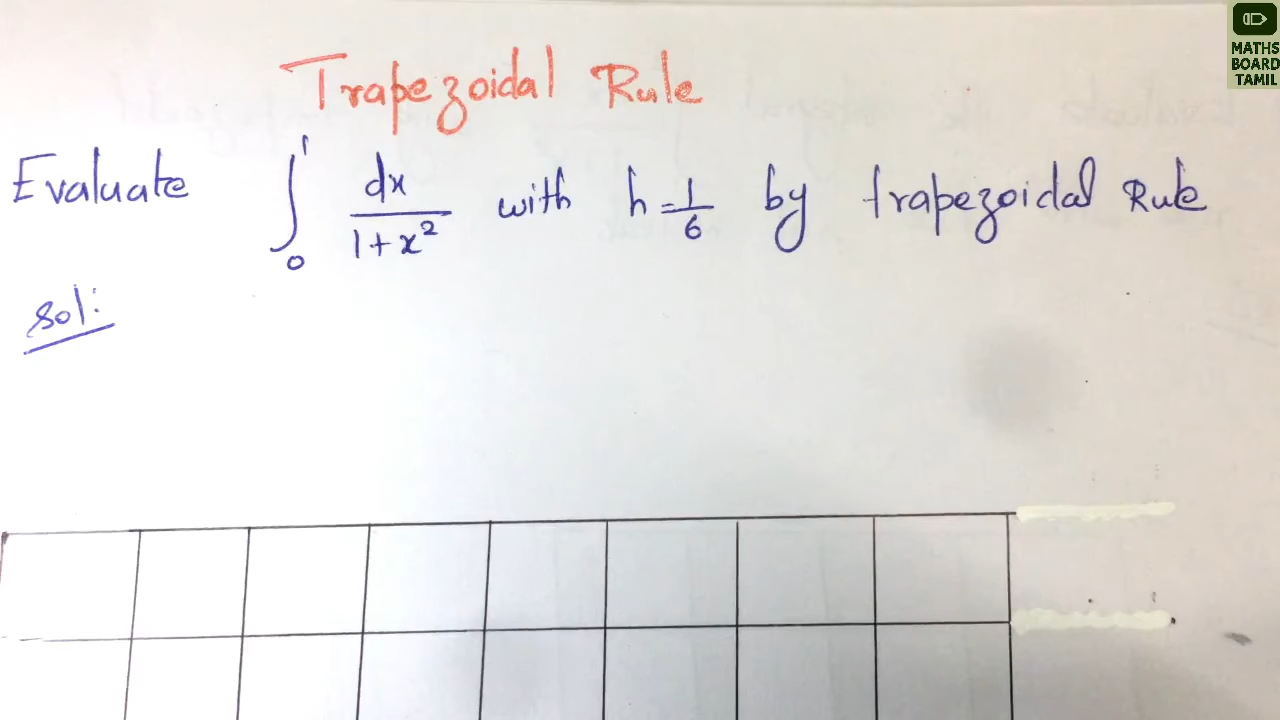 MATHS
BOARD
TAMIL
Trapezoidal Rule
Evaluate ∫₀¹ dx/(1+x²) with h = 1/6 by trapezoidal Rule
Sol: